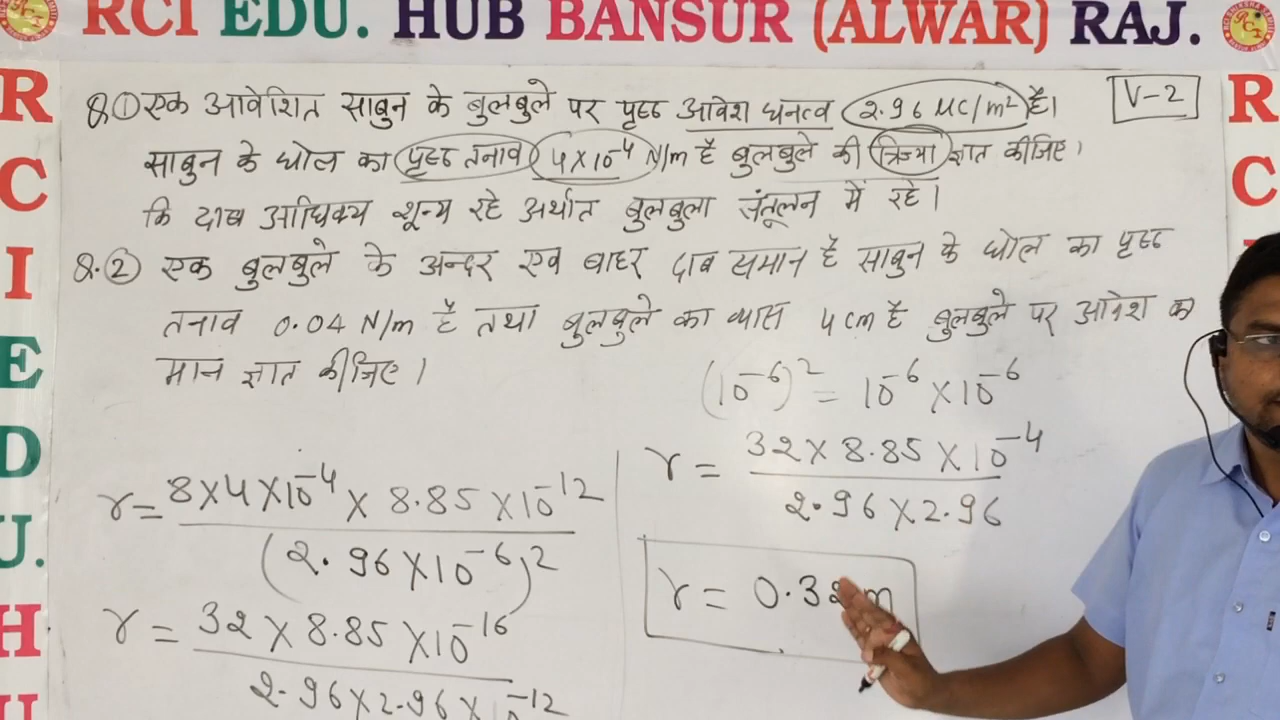 RCI EDU. HUB BANSUR (ALWAR) RAJ.
R
C
I
E
D
U.
H
U
R
C
V-2
Q.① एक आवेशित साबुन के बुलबुले पर पृष्ठ आवेश घनत्व 2.96 μC/m² है।
साबुन के घोल का पृष्ठ तनाव 4×10⁻⁴ N/m है बुलबुले की त्रिज्या ज्ञात कीजिए।
कि दाब आधिक्य शून्य रहे अर्थात बुलबुला संतूलन में रहे।
Q.② एक बुलबुले के अन्दर एवं बाहर दाब समान है साबुन के घोल का पृष्ठ
तनाव 0.04 N/m है तथा बुलबुले का व्यास 4 cm है बुलबुले पर आवेश का
मान ज्ञात कीजिए।
r = 8×4×10⁻⁴ × 8.85×10⁻¹² / (2.96×10⁻⁶)²
r = 32 × 8.85 ×10⁻¹⁶ / 2.96×2.96×10⁻¹²
(10⁻⁶)² = 10⁻⁶ × 10⁻⁶
r = 32 × 8.85 ×10⁻⁴ / 2.96×2.96
r = 0.32m